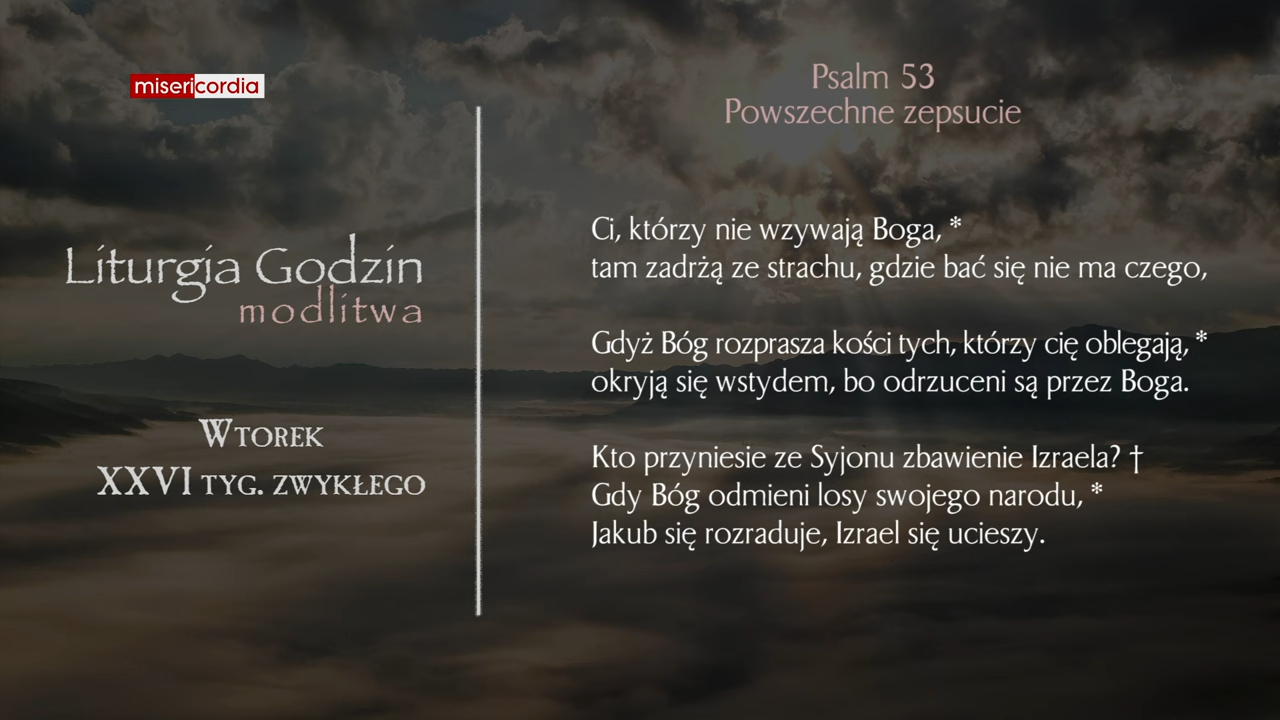 misericordia
Liturgia Godzin
modlitwa
Wtorek
XXVI tyg. zwykłego
Psalm 53
Powszechne zepsucie
Ci, którzy nie wzywają Boga, *
tam zadrżą ze strachu, gdzie bać się nie ma czego,
Gdyż Bóg rozprasza kości tych, którzy cię oblegają, *
okryją się wstydem, bo odrzuceni są przez Boga.
Kto przyniesie ze Syjonu zbawienie Izraela? †
Gdy Bóg odmieni losy swojego narodu, *
Jakub się rozraduje, Izrael się ucieszy.